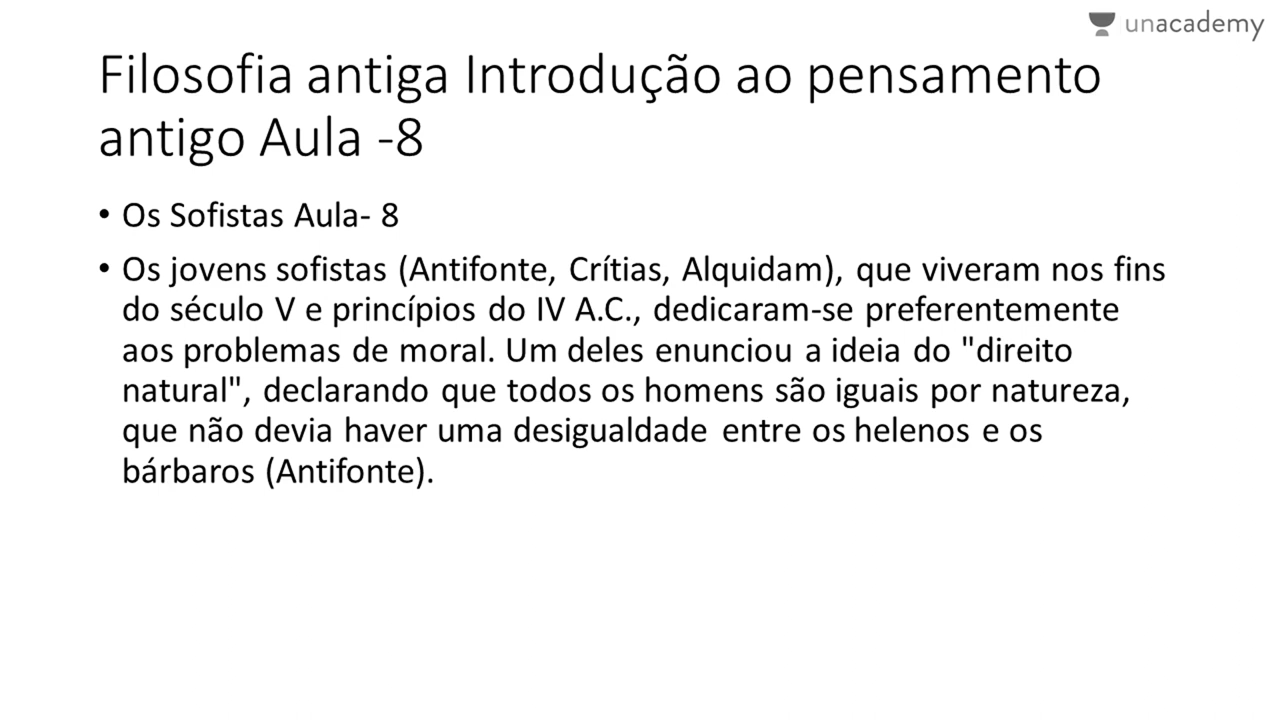 unacademy
Filosofia antiga Introdução ao pensamento
antigo Aula -8
• Os Sofistas Aula- 8
• Os jovens sofistas (Antifonte, Crítias, Alquidam), que viveram nos fins
do século V e princípios do IV A.C., dedicaram-se preferentemente
aos problemas de moral. Um deles enunciou a ideia do "direito
natural", declarando que todos os homens são iguais por natureza,
que não devia haver uma desigualdade entre os helenos e os
bárbaros (Antifonte).